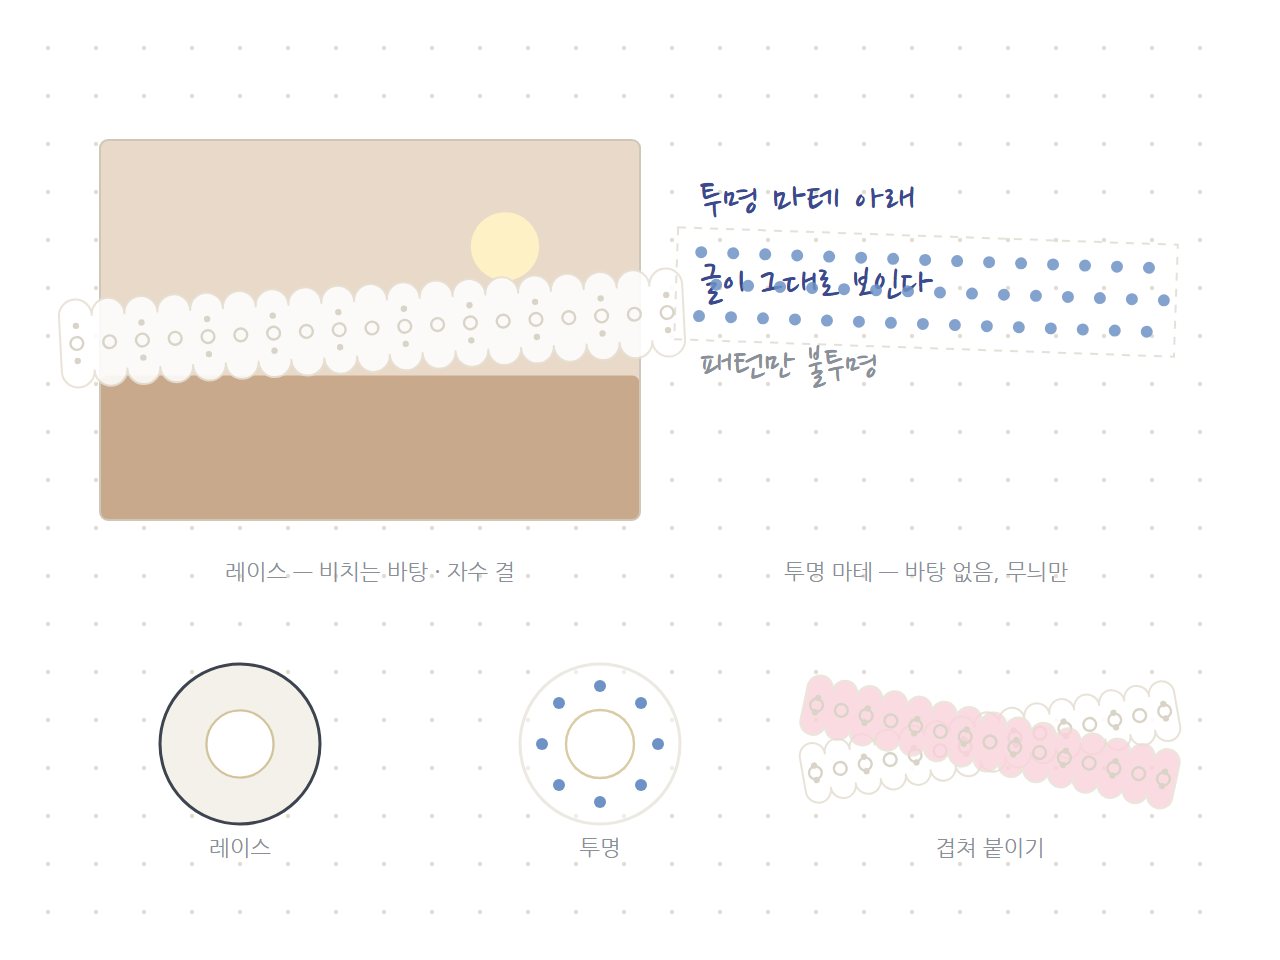 투명 마테 아래
글이 그대로 보인다
패턴만 불투명
레이스 — 비치는 바탕 · 자수 결
투명 마테 — 바탕 없음, 무늬만
레이스
투명
겹쳐 붙이기